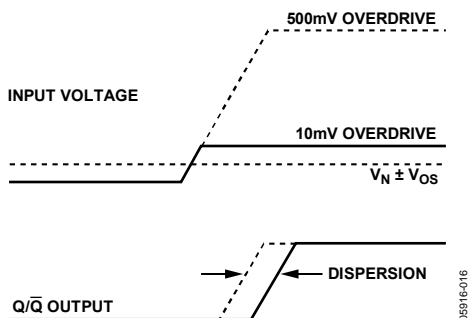 500mV OVERDRIVE
INPUT VOLTAGE
10mV OVERDRIVE
V_N ± V_OS
DISPERSION
Q/Q̅ OUTPUT
05916-016